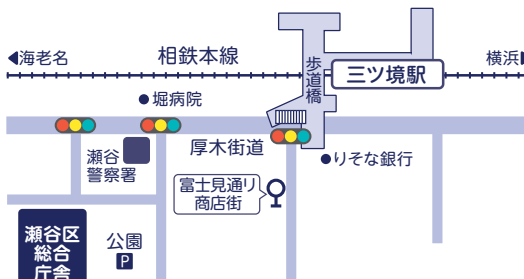 ◀海老名
相鉄本線
歩道橋
三ツ境駅
横浜
●堀病院
瀬谷
警察署
厚木街道
●りそな銀行
富士見通り
商店街
瀬谷区
総合
庁舎
公園
P